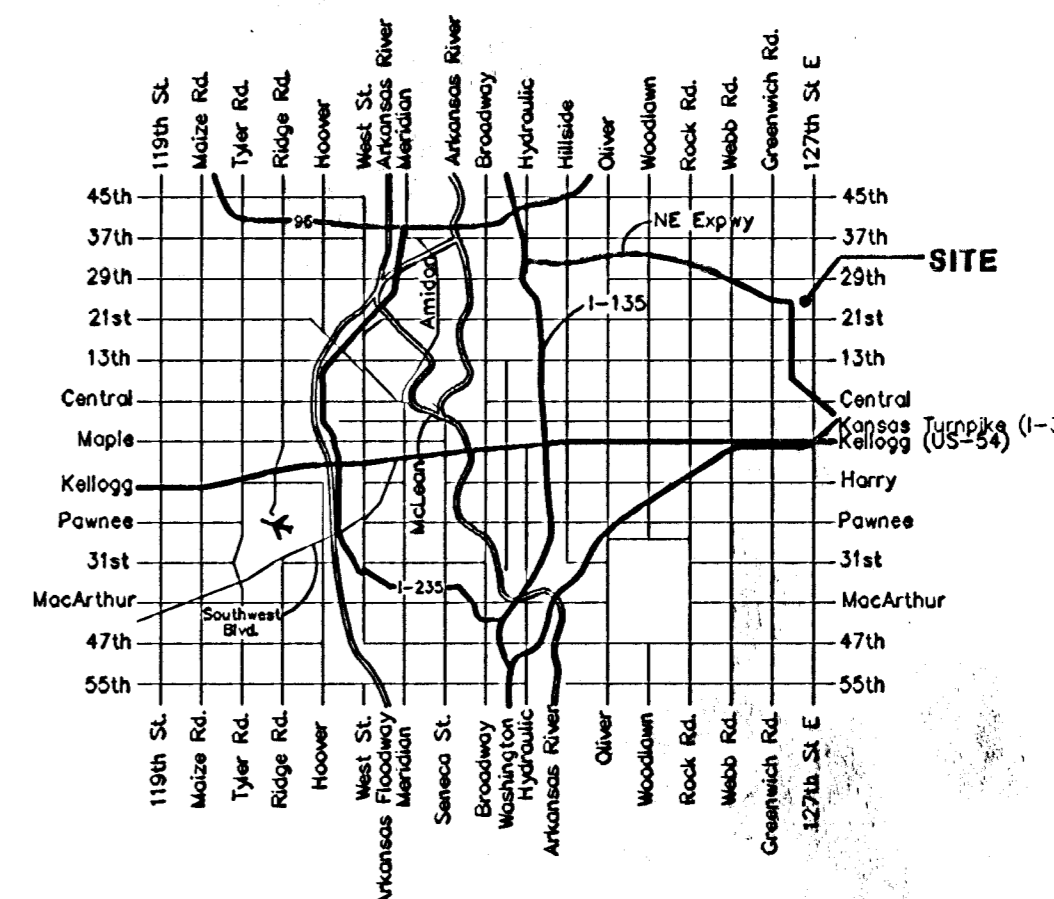 119th St.
Maize Rd.
Tyler Rd.
Ridge Rd.
Hoover
West St.
Arkansas River
Meridian
Arkansas River
Broadway
Hydraulic
Hillside
Oliver
Woodlawn
Rock Rd.
Webb Rd.
Greenwich Rd.
127th St E
45th
37th
29th
21st
13th
Central
Maple
Kellogg
Pawnee
31st
MacArthur
47th
55th
96
NE Expwy
SITE
Amidon
I-135
McLean
I-235
Southwest
Blvd.
45th
37th
29th
21st
13th
Central
Kansas Turnpike (I-3
Kellogg (US-54)
Harry
Pawnee
31st
MacArthur
47th
55th
119th St.
Maize Rd.
Tyler Rd.
Ridge Rd.
Hoover
West St.
Arkansas Floodway
Meridian
Seneca St.
Broadway
Washington
Hydraulic
Arkansas River
Oliver
Woodlawn
Rock Rd.
Webb Rd.
Greenwich Rd.
127th St E